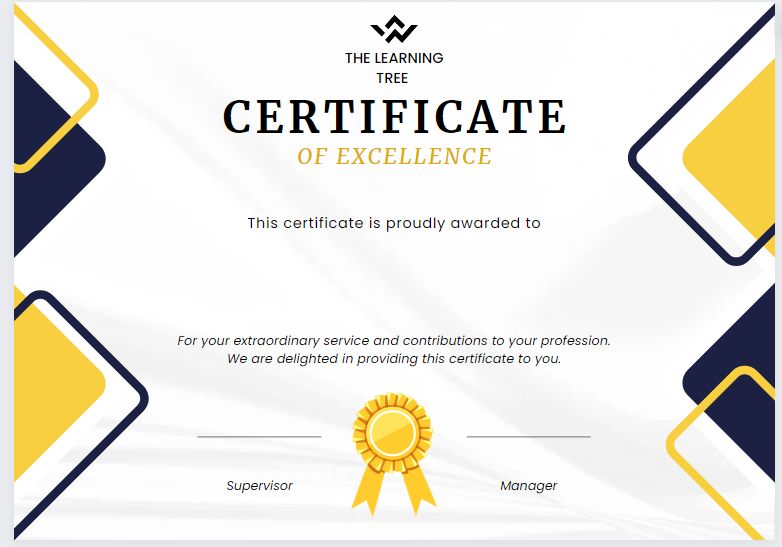 THE LEARNING
TREE
CERTIFICATE
OF EXCELLENCE
This certificate is proudly awarded to
For your extraordinary service and contributions to your profession.
We are delighted in providing this certificate to you.
Supervisor
Manager